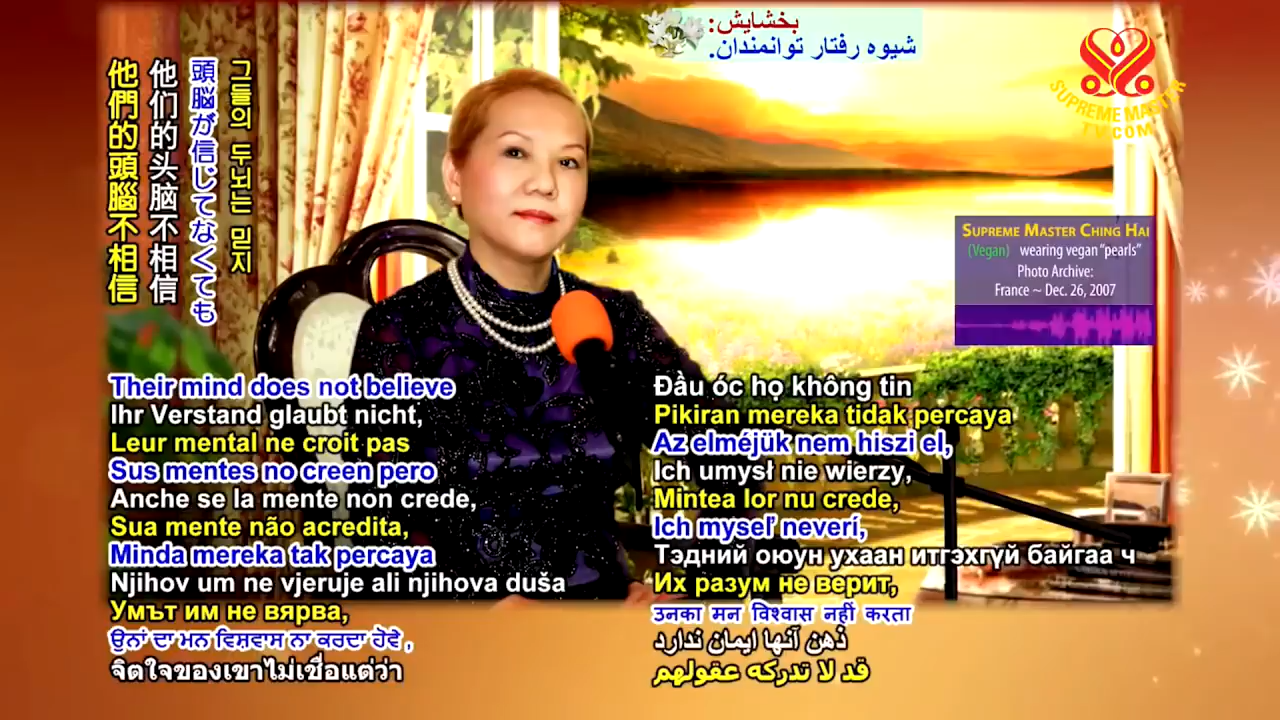 بخشایش:
شیوه رفتار توانمندان.
SUPREME MASTER
TV.COM
他們的頭腦不相信
他们的头脑不相信
頭脳が信じてなくても
그들의 두뇌는 믿지
SUPREME MASTER CHING HAI
(Vegan) wearing vegan “pearls”
Photo Archive:
France ~ Dec. 26, 2007
Their mind does not believe
Ihr Verstand glaubt nicht,
Leur mental ne croit pas
Sus mentes no creen pero
Anche se la mente non crede,
Sua mente não acredita,
Minda mereka tak percaya
Njihov um ne vjeruje ali njihova duša
Умът им не вярва,
ਉਨਾਂ ਦਾ ਮਨ ਵਿਸ਼ਵਾਸ ਨਾ ਕਰਦਾ ਹੋਵੇ ,
จิตใจของเขาไม่เชื่อแต่ว่า
Đầu óc họ không tin
Pikiran mereka tidak percaya
Az elméjük nem hiszi el,
Ich umysł nie wierzy,
Mintea lor nu crede,
Ich myseľ neverí,
Тэдний оюун ухаан итгэхгүй байгаа ч
Их разум не верит,
उनका मन विश्वास नहीं करता
ذهن آنها ایمان ندارد
قد لا تدركه عقولهم